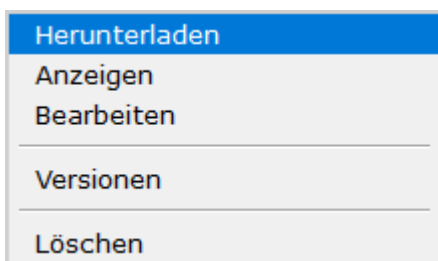 Herunterladen
Anzeigen
Bearbeiten
Versionen
Löschen